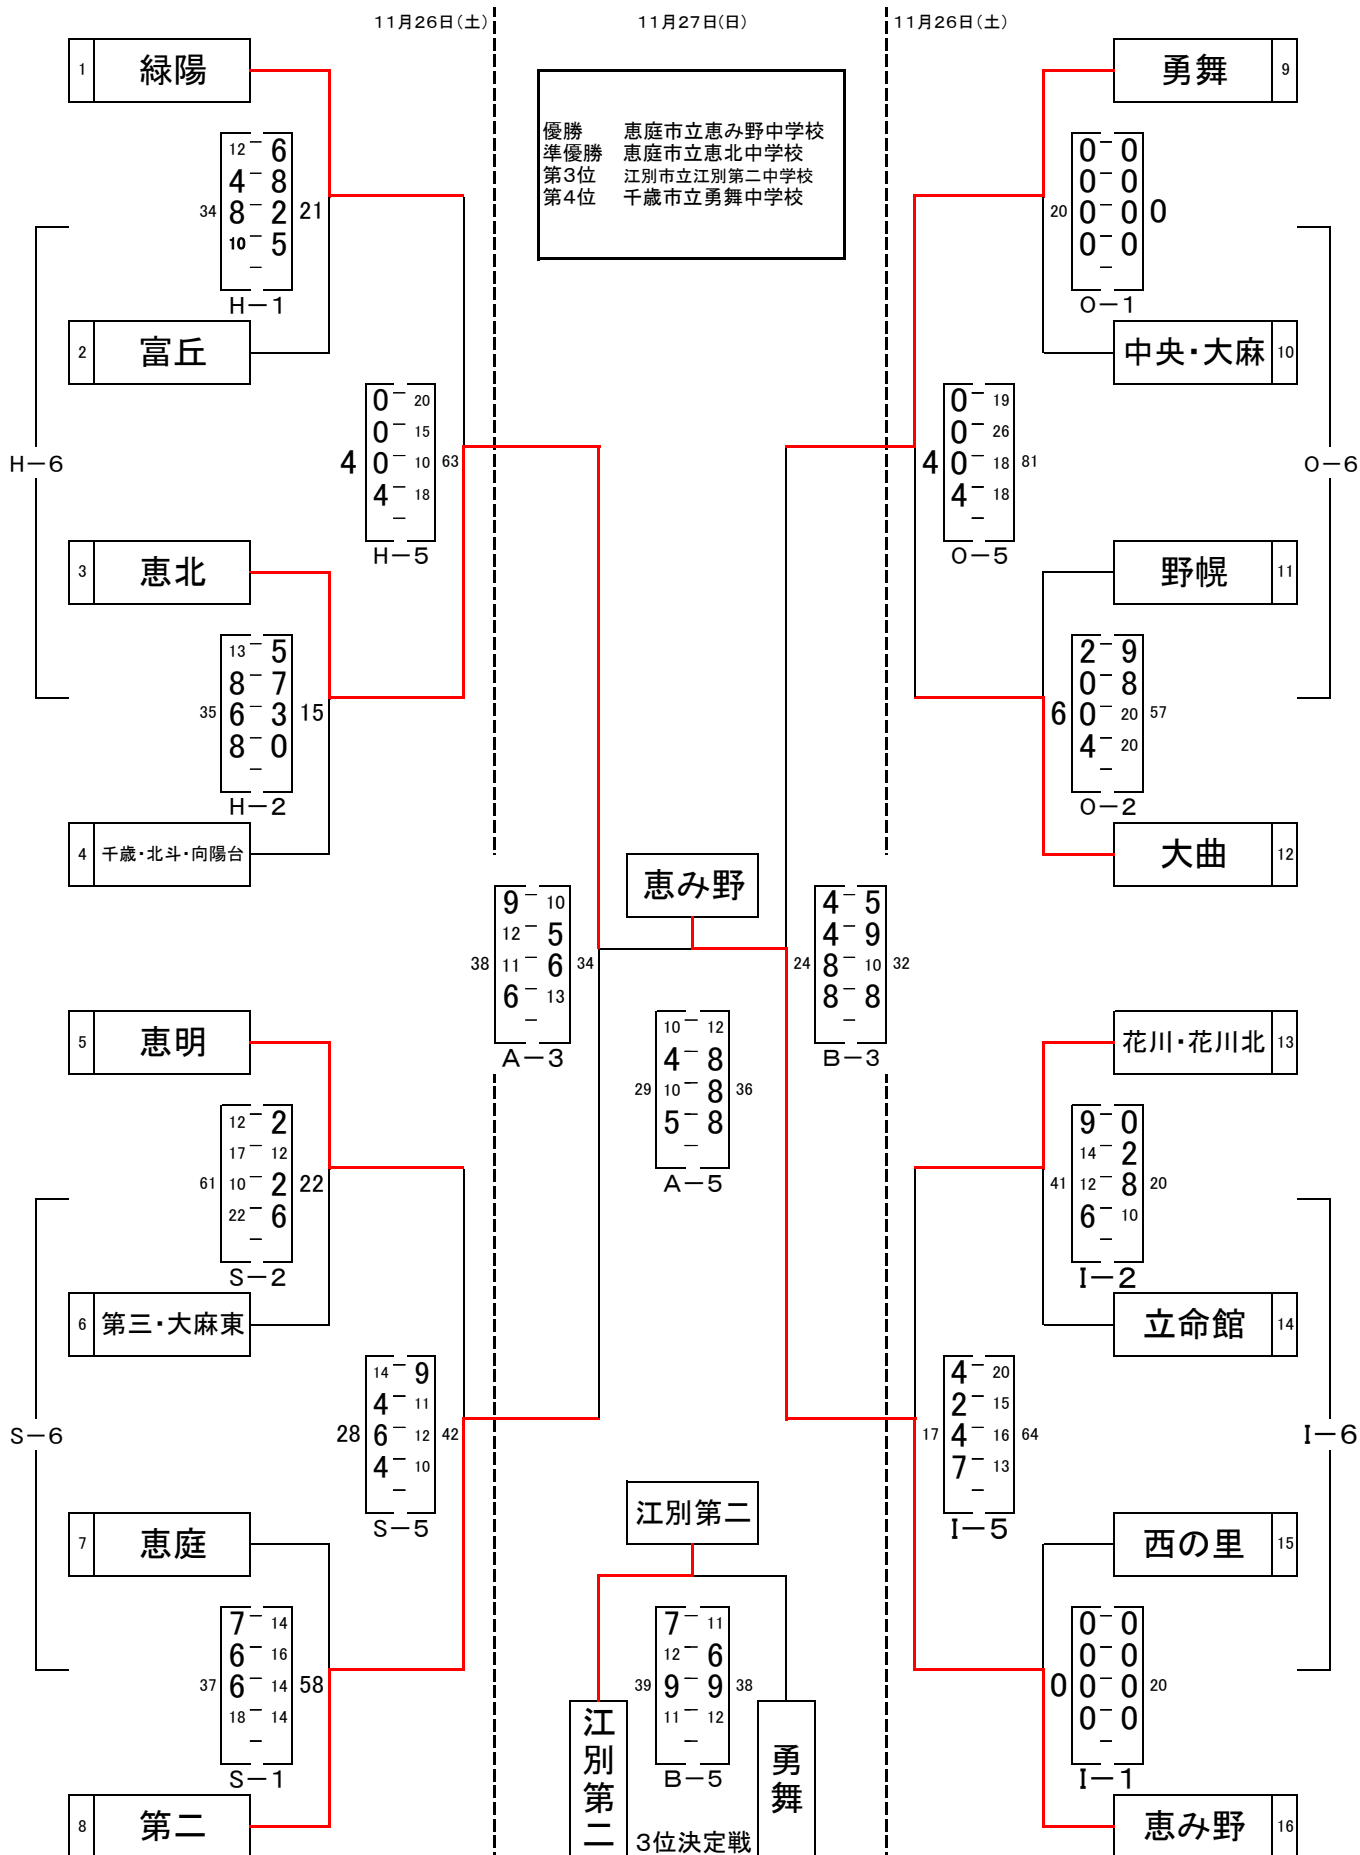 11月26日(土)
11月27日(日)
11月26日(土)
優勝 恵庭市立恵み野中学校
準優勝 恵庭市立恵北中学校
第3位 江別市立江別第二中学校
第4位 千歳市立勇舞中学校
1 緑陽
12 - 6
4 - 8
34 8 - 2 21
10 - 5
-
H-1
2 富丘
0 - 20
0 - 15
4 0 - 10 63
4 - 18
-
H-5
H-6
3 恵北
13 - 5
8 - 7
35 6 - 3 15
8 - 0
-
H-2
4 千歳・北斗・向陽台
9 勇舞
0 - 0
0 - 0
20 0 - 0 0
0 - 0
-
O-1
中央・大麻 10
0 - 19
0 - 26
4 0 - 18 81
4 - 18
-
O-5
O-6
野幌 11
2 - 9
0 - 8
6 0 - 20 57
4 - 20
-
O-2
大曲 12
恵み野
9 - 10
12 - 5
38 11 - 6 34
6 - 13
-
A-3
4 - 5
4 - 9
24 8 - 10 32
8 - 8
-
B-3
10 - 12
4 - 8
29 10 - 8 36
5 - 8
-
A-5
5 恵明
12 - 2
17 - 12
61 10 - 2 22
22 - 6
-
S-2
6 第三・大麻東
14 - 9
4 - 11
28 6 - 12 42
4 - 10
-
S-5
S-6
7 恵庭
7 - 14
6 - 16
37 6 - 14 58
18 - 14
-
S-1
8 第二
花川・花川北 13
9 - 0
14 - 2
41 12 - 8 20
6 - 10
-
I-2
立命館 14
4 - 20
2 - 15
17 4 - 16 64
7 - 13
-
I-5
I-6
西の里 15
0 - 0
0 - 0
0 0 - 0 20
0 - 0
-
I-1
恵み野 16
江別第二
7 - 11
12 - 6
39 9 - 9 38
11 - 12
-
B-5
江別第二
勇舞
3位決定戦